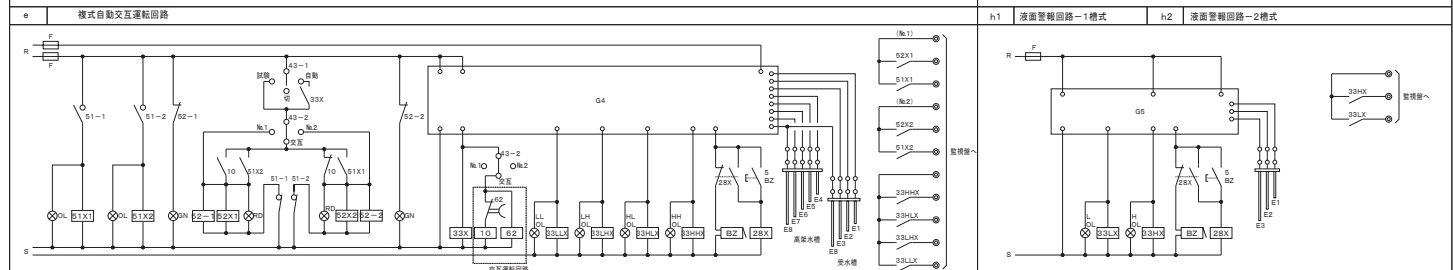 e 複式自動交互運転回路
h1 液面警報回路－1槽式 h2 液面警報回路－2槽式
F
R
F
43－1
試験 自動
切
33X
51－1
51－2
52－1
52－2
43－2
№1 №2
交互
10
51X2
51－1
51－2
10
51X1
OL
51X1
OL
51X2
GN
52－1
52X1
RD
RD
52X2
52－2
GN
S
G4
43－2
№1 №2
交互
62
33X
10
62
交互運転回路
LL
OL
33LLX
LH
OL
33LHX
HL
OL
33HLX
HH
OL
33HHX
28X
5
BZ
BZ
28X
E4
E5
E6
E7
E8
高架水槽
E1
E2
E3
E8
受水槽
(№1)
52X1
51X1
(№2)
52X2
51X2
監視盤へ
33HHX
33HLX
33LHX
33LLX
R
F
G5
L
OL
33LX
H
OL
33HX
28X
5
BZ
BZ
28X
E1
E2
E3
S
33HX
33LX
監視盤へ